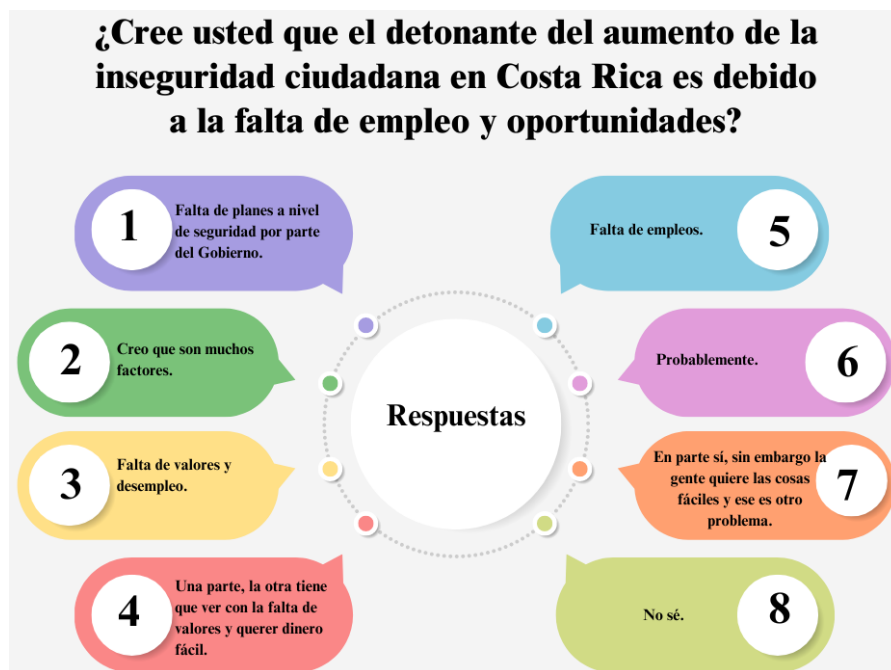 ¿Cree usted que el detonante del aumento de la
inseguridad ciudadana en Costa Rica es debido
a la falta de empleo y oportunidades?
1
Falta de planes a nivel
de seguridad por parte
del Gobierno.
2
Creo que son muchos
factores.
3
Falta de valores y
desempleo.
4
Una parte, la otra tiene
que ver con la falta de
valores y querer dinero
fácil.
Respuestas
Falta de empleos.
5
Probablemente.
6
En parte sí, sin embargo la
gente quiere las cosas
fáciles y ese es otro
problema.
7
No sé.
8